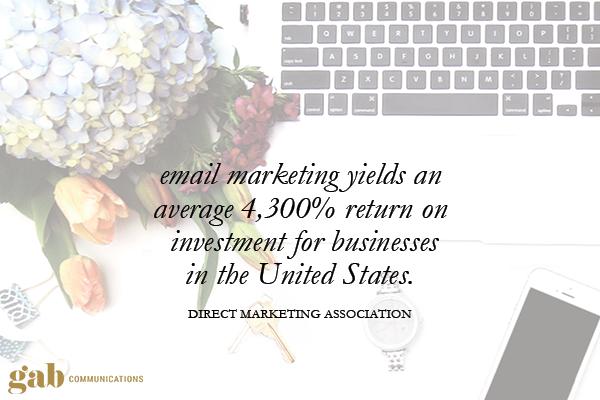 email marketing yields an
average 4,300% return on
investment for businesses
in the United States.
DIRECT MARKETING ASSOCIATION
gab COMMUNICATIONS